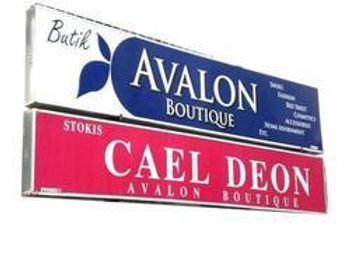 Butik
AVALON
BOUTIQUE
SHOES
FASHION
BED SHEET
COSMETICS
ACCESSORIES
HOME ADORNMENT
ETC.
STOKIS
CAEL DEON
AVALON BOUTIQUE